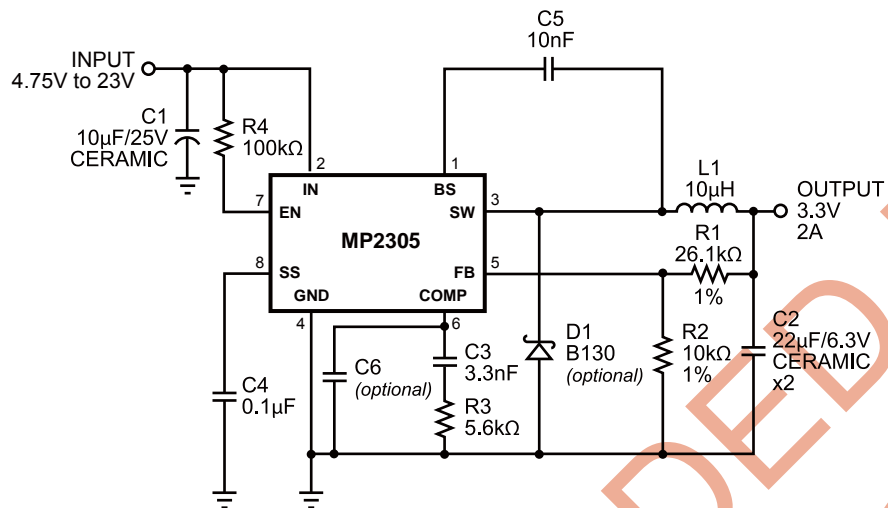 C5
10nF
INPUT
4.75V to 23V
C1
10µF/25V
CERAMIC
R4
100kΩ
2
1
IN
BS
L1
10µH
OUTPUT
3.3V
2A
7
EN
SW
3
MP2305
R1
26.1kΩ
1%
8
SS
FB
5
GND
COMP
4
6
C4
0.1µF
C6
(optional)
C3
3.3nF
R3
5.6kΩ
D1
B130
(optional)
R2
10kΩ
1%
C2
22µF/6.3V
CERAMIC
x2